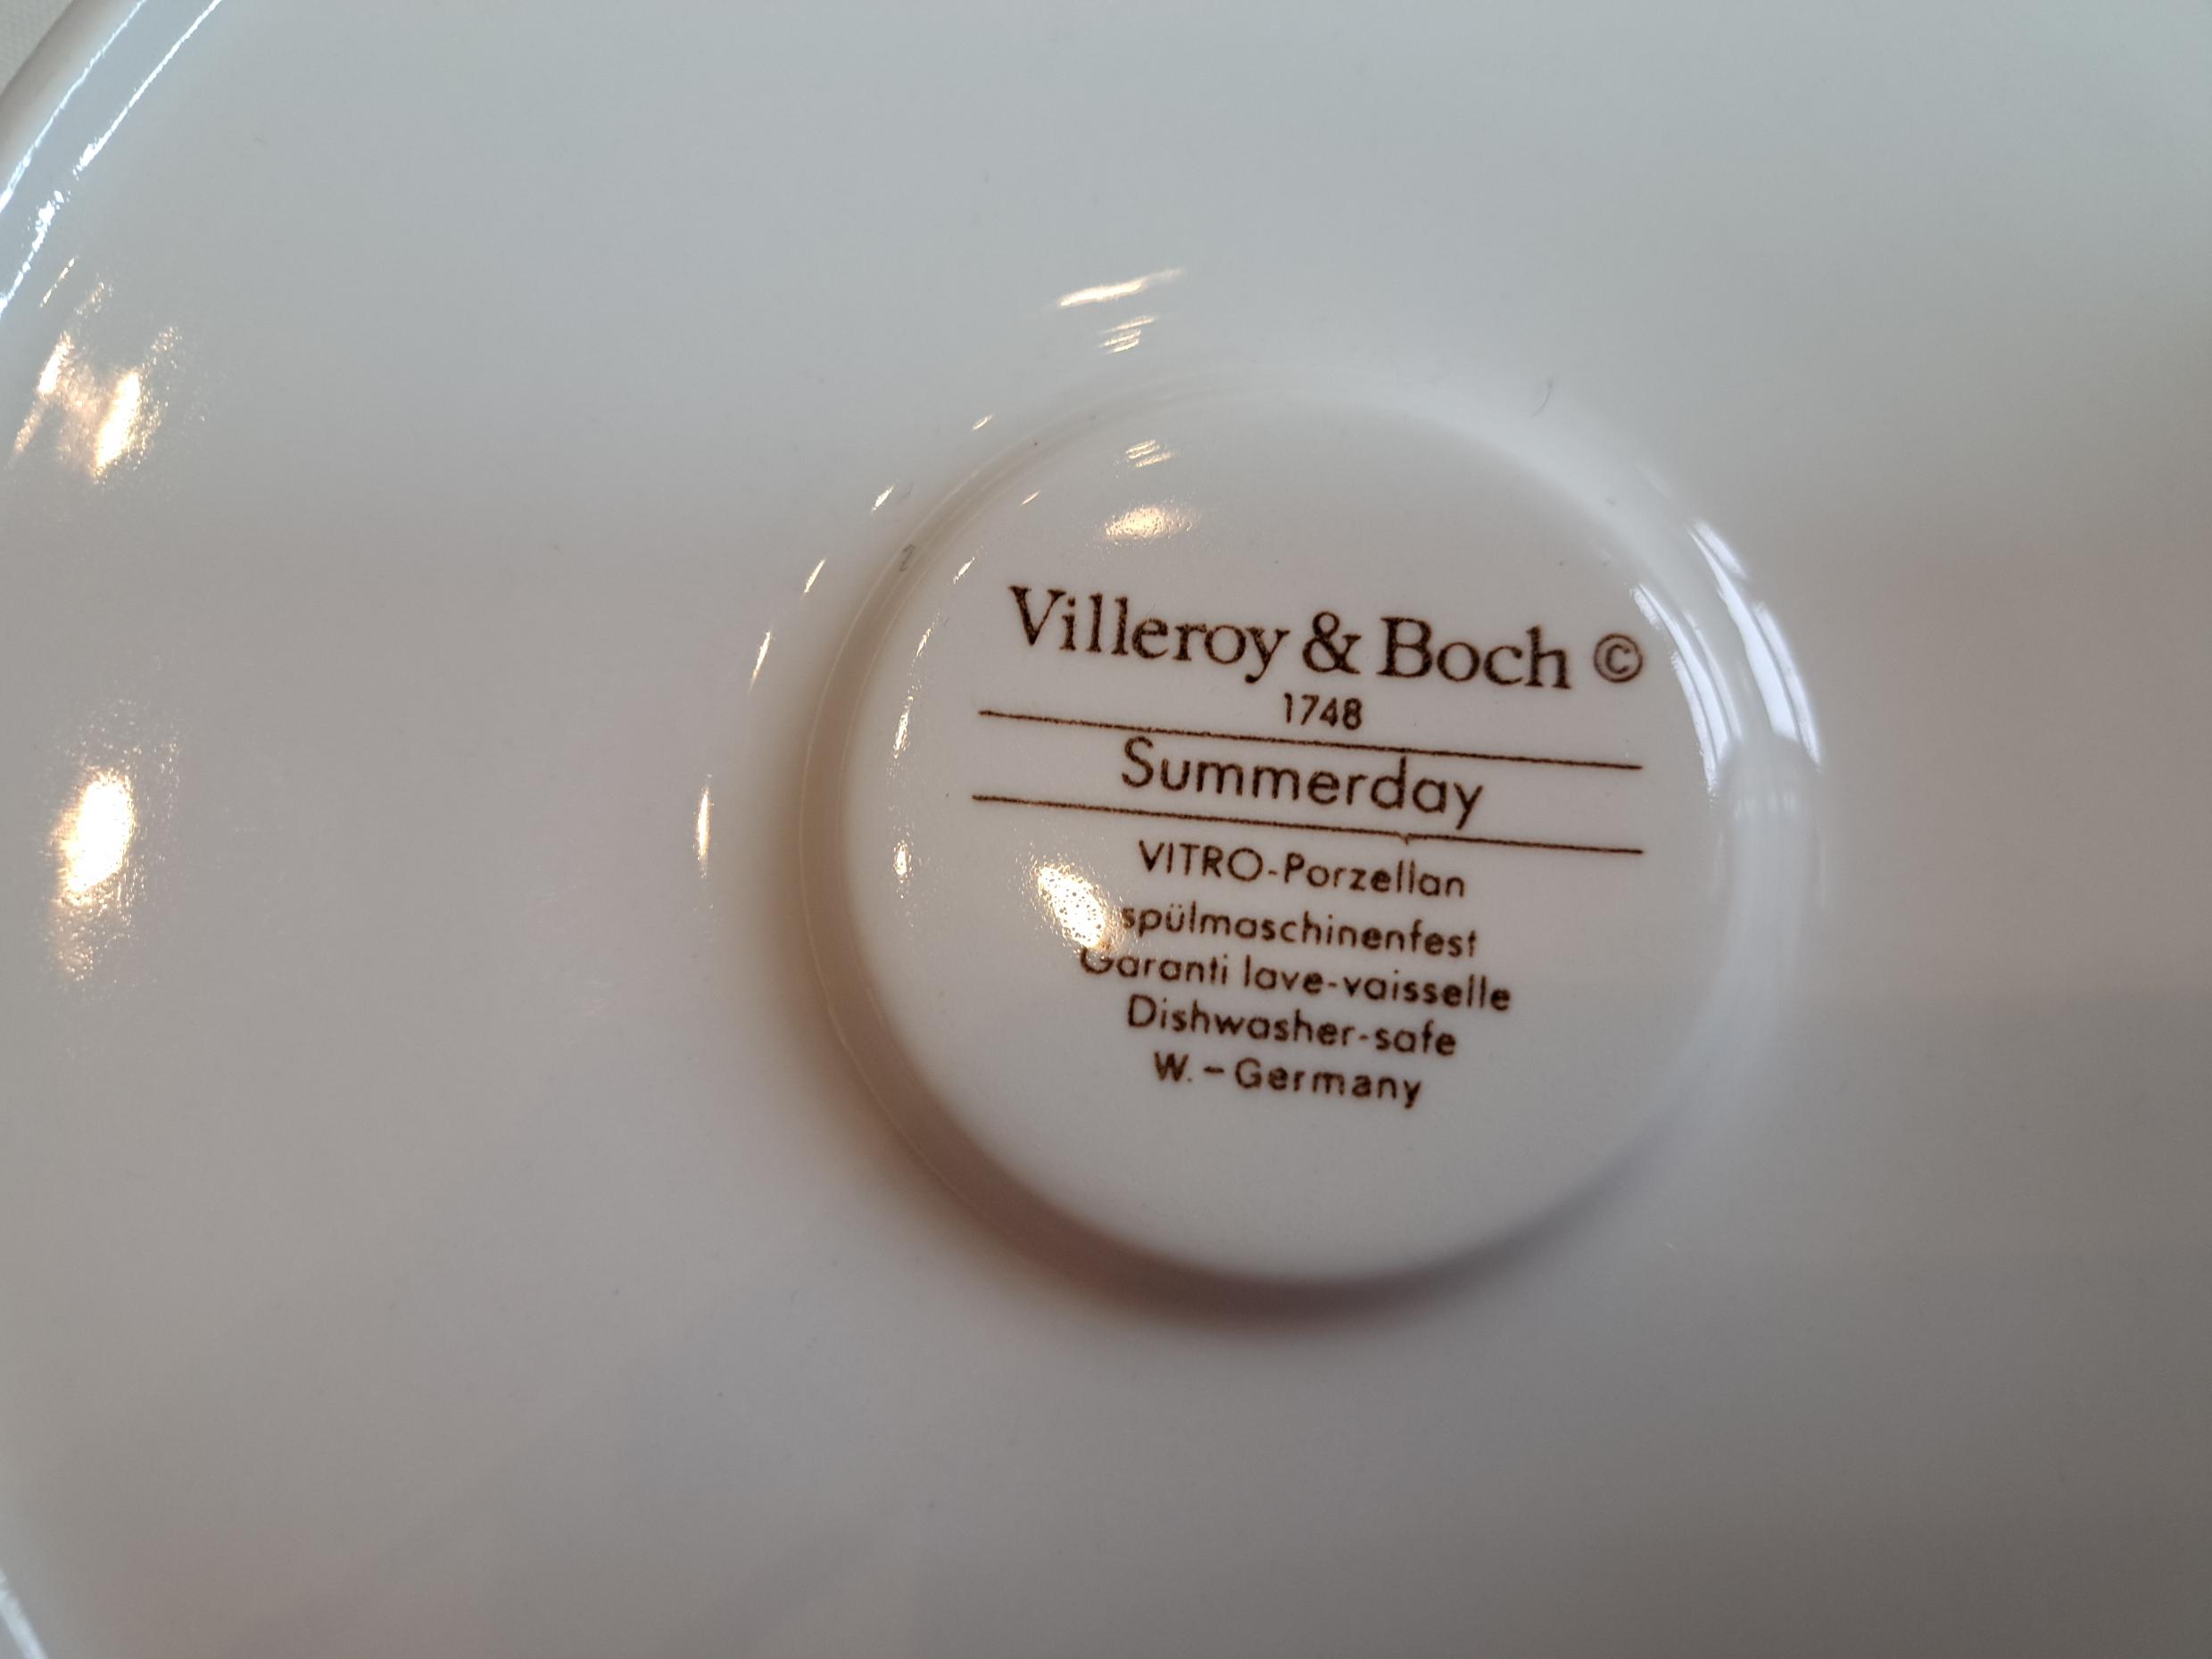 Villeroy & Boch ©
1748
Summerday
VITRO-Porzellan
spülmaschinenfest
Garanti lave-vaisselle
Dishwasher-safe
W.-Germany